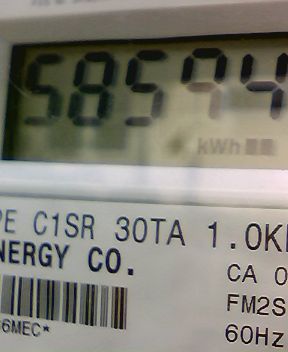 58594
kWh
PE C1SR 30TA 1.0K
NERGY CO.
CA 0
FM2S
6MEC*
60Hz